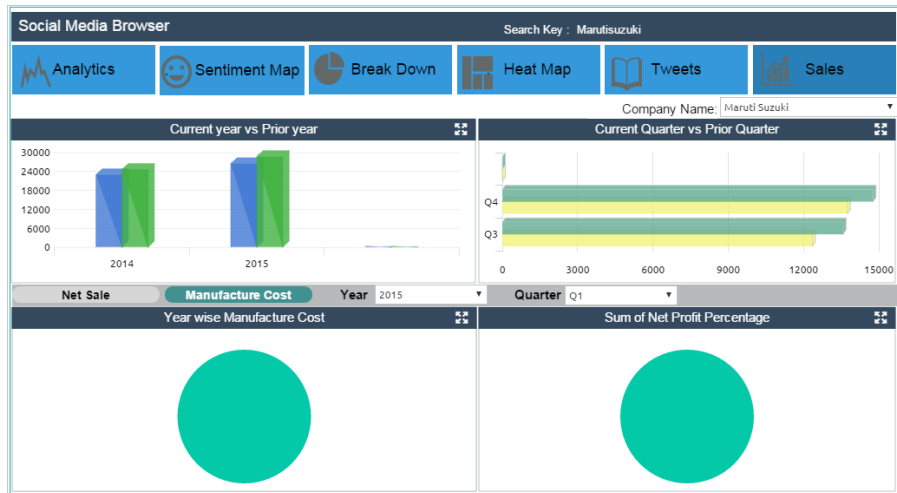 Social Media Browser
Search Key : Marutisuzuki
Analytics
Sentiment Map
Break Down
Heat Map
Tweets
Sales
Company Name: Maruti Suzuki
Current year vs Prior year
30000
24000
18000
12000
6000
0
2014
2015
Current Quarter vs Prior Quarter
Q4
Q3
0
3000
6000
9000
12000
15000
Net Sale
Manufacture Cost
Year 2015
Quarter Q1
Year wise Manufacture Cost
Sum of Net Profit Percentage